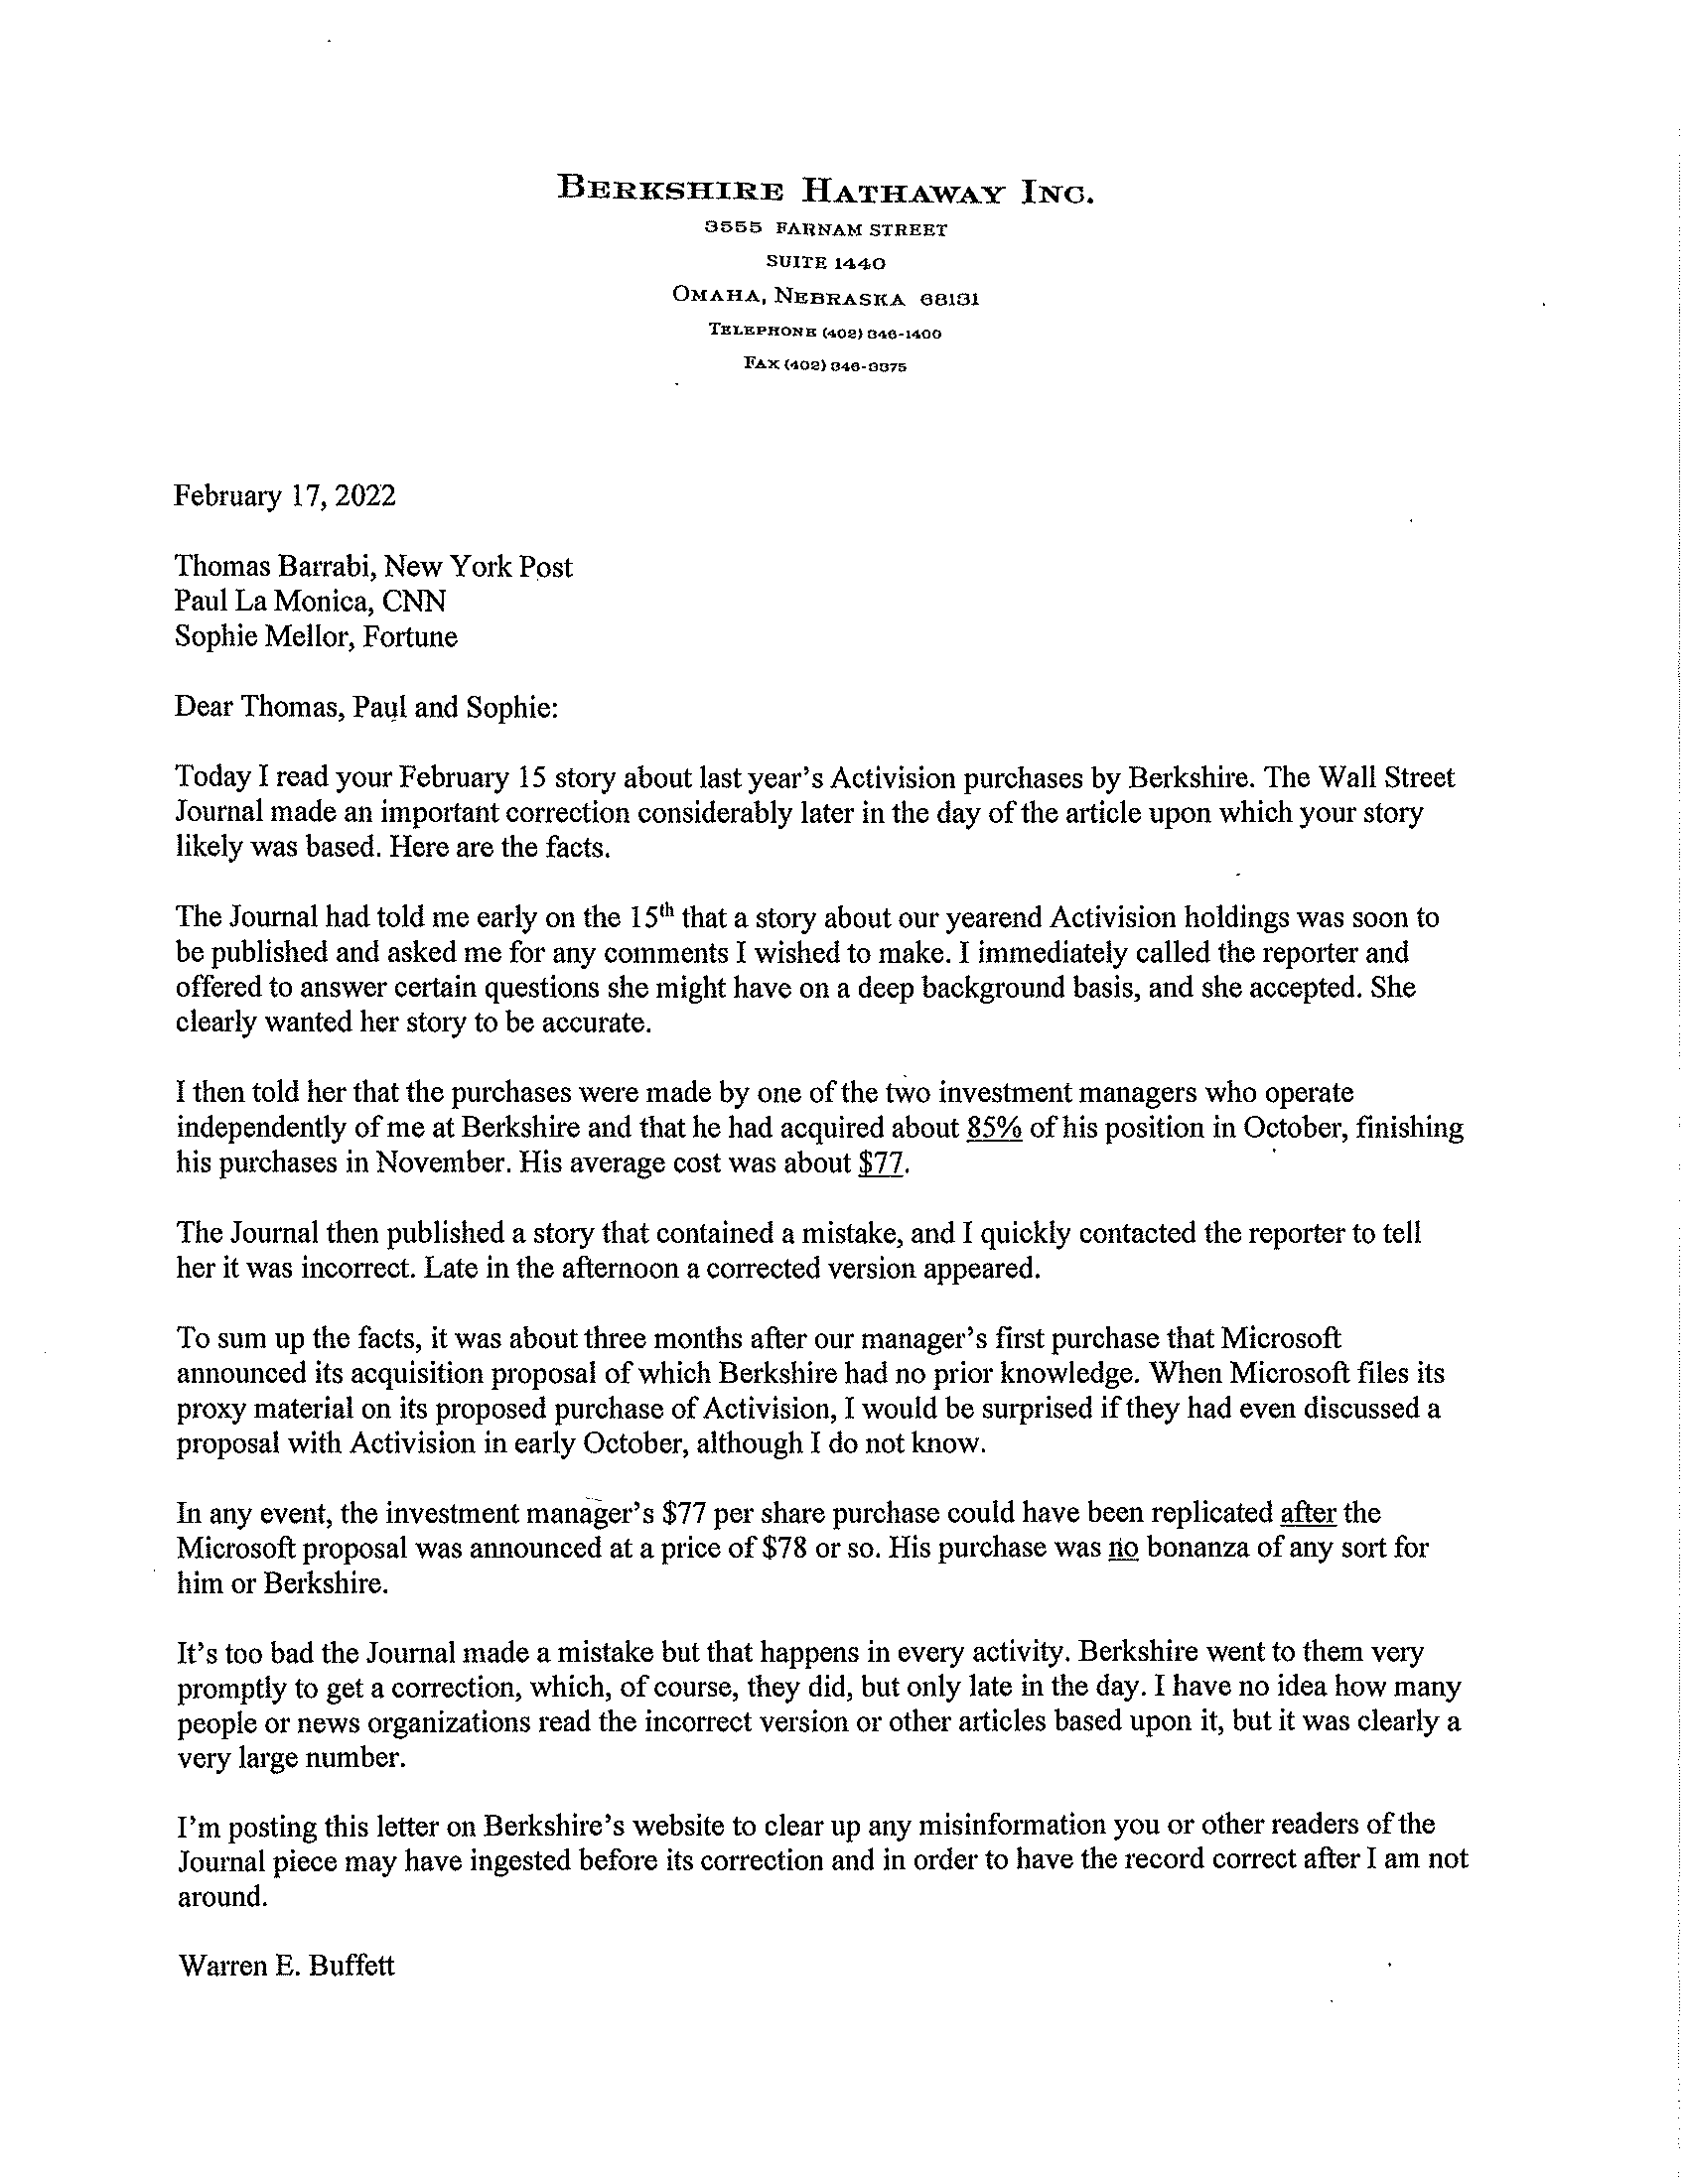 BERKSHIRE HATHAWAY INC.
3555 FARNAM STREET
SUITE 1440
OMAHA, NEBRASKA 68131
TELEPHONE (402) 346-1400
FAX (402) 346-3375
February 17, 2022
Thomas Barrabi, New York Post
Paul La Monica, CNN
Sophie Mellor, Fortune
Dear Thomas, Paul and Sophie:
Today I read your February 15 story about last year's Activision purchases by Berkshire. The Wall Street
Journal made an important correction considerably later in the day of the article upon which your story
likely was based. Here are the facts.
The Journal had told me early on the 15th that a story about our yearend Activision holdings was soon to
be published and asked me for any comments I wished to make. I immediately called the reporter and
offered to answer certain questions she might have on a deep background basis, and she accepted. She
clearly wanted her story to be accurate.
I then told her that the purchases were made by one of the two investment managers who operate
independently of me at Berkshire and that he had acquired about 85% of his position in October, finishing
his purchases in November. His average cost was about $77.
The Journal then published a story that contained a mistake, and I quickly contacted the reporter to tell
her it was incorrect. Late in the afternoon a corrected version appeared.
To sum up the facts, it was about three months after our manager's first purchase that Microsoft
announced its acquisition proposal of which Berkshire had no prior knowledge. When Microsoft files its
proxy material on its proposed purchase of Activision, I would be surprised if they had even discussed a
proposal with Activision in early October, although I do not know.
In any event, the investment manager's $77 per share purchase could have been replicated after the
Microsoft proposal was announced at a price of $78 or so. His purchase was no bonanza of any sort for
him or Berkshire.
It's too bad the Journal made a mistake but that happens in every activity. Berkshire went to them very
promptly to get a correction, which, of course, they did, but only late in the day. I have no idea how many
people or news organizations read the incorrect version or other articles based upon it, but it was clearly a
very large number.
I'm posting this letter on Berkshire's website to clear up any misinformation you or other readers of the
Journal piece may have ingested before its correction and in order to have the record correct after I am not
around.
Warren E. Buffett